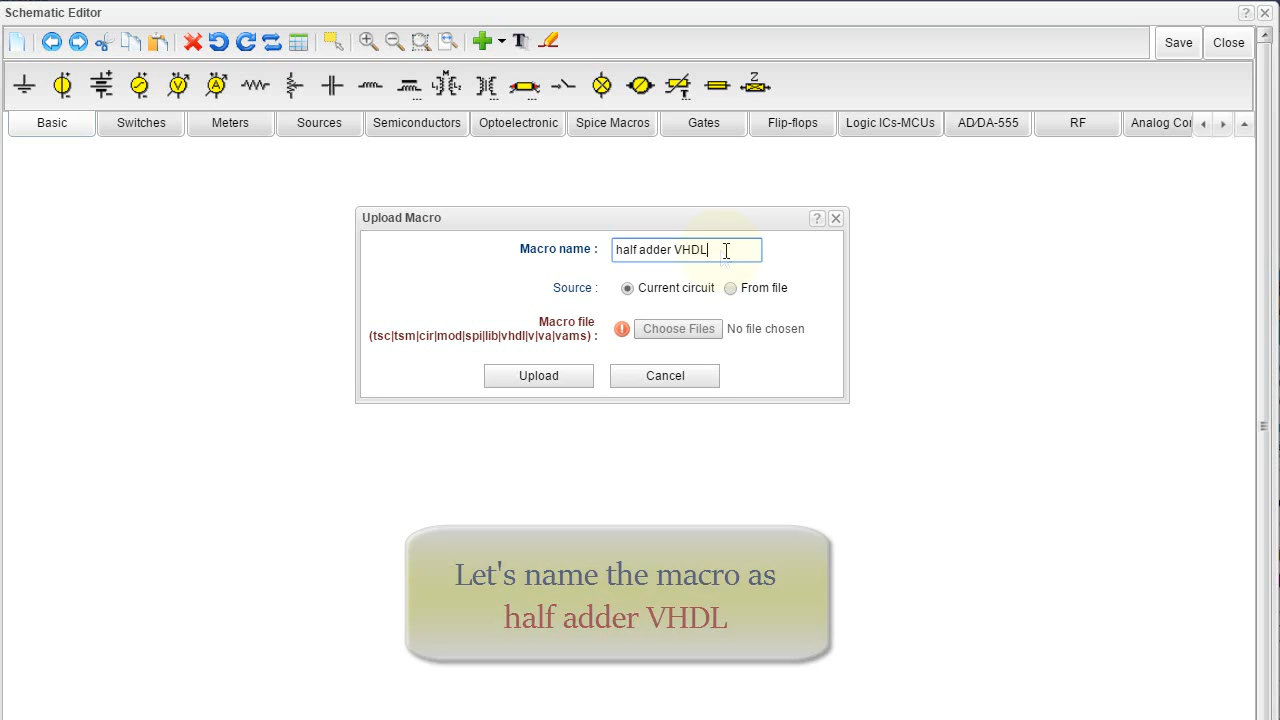 Schematic Editor
Save
Close
Basic
Switches
Meters
Sources
Semiconductors
Optoelectronic
Spice Macros
Gates
Flip-flops
Logic ICs-MCUs
AD/DA-555
RF
Analog Co
Upload Macro
Macro name :
half adder VHDL
Source :
Current circuit
From file
Macro file
(tsc|tsm|cir|mod|spi|lib|vhdl|v|va|vams) :
Choose Files
No file chosen
Upload
Cancel
Let's name the macro as
half adder VHDL